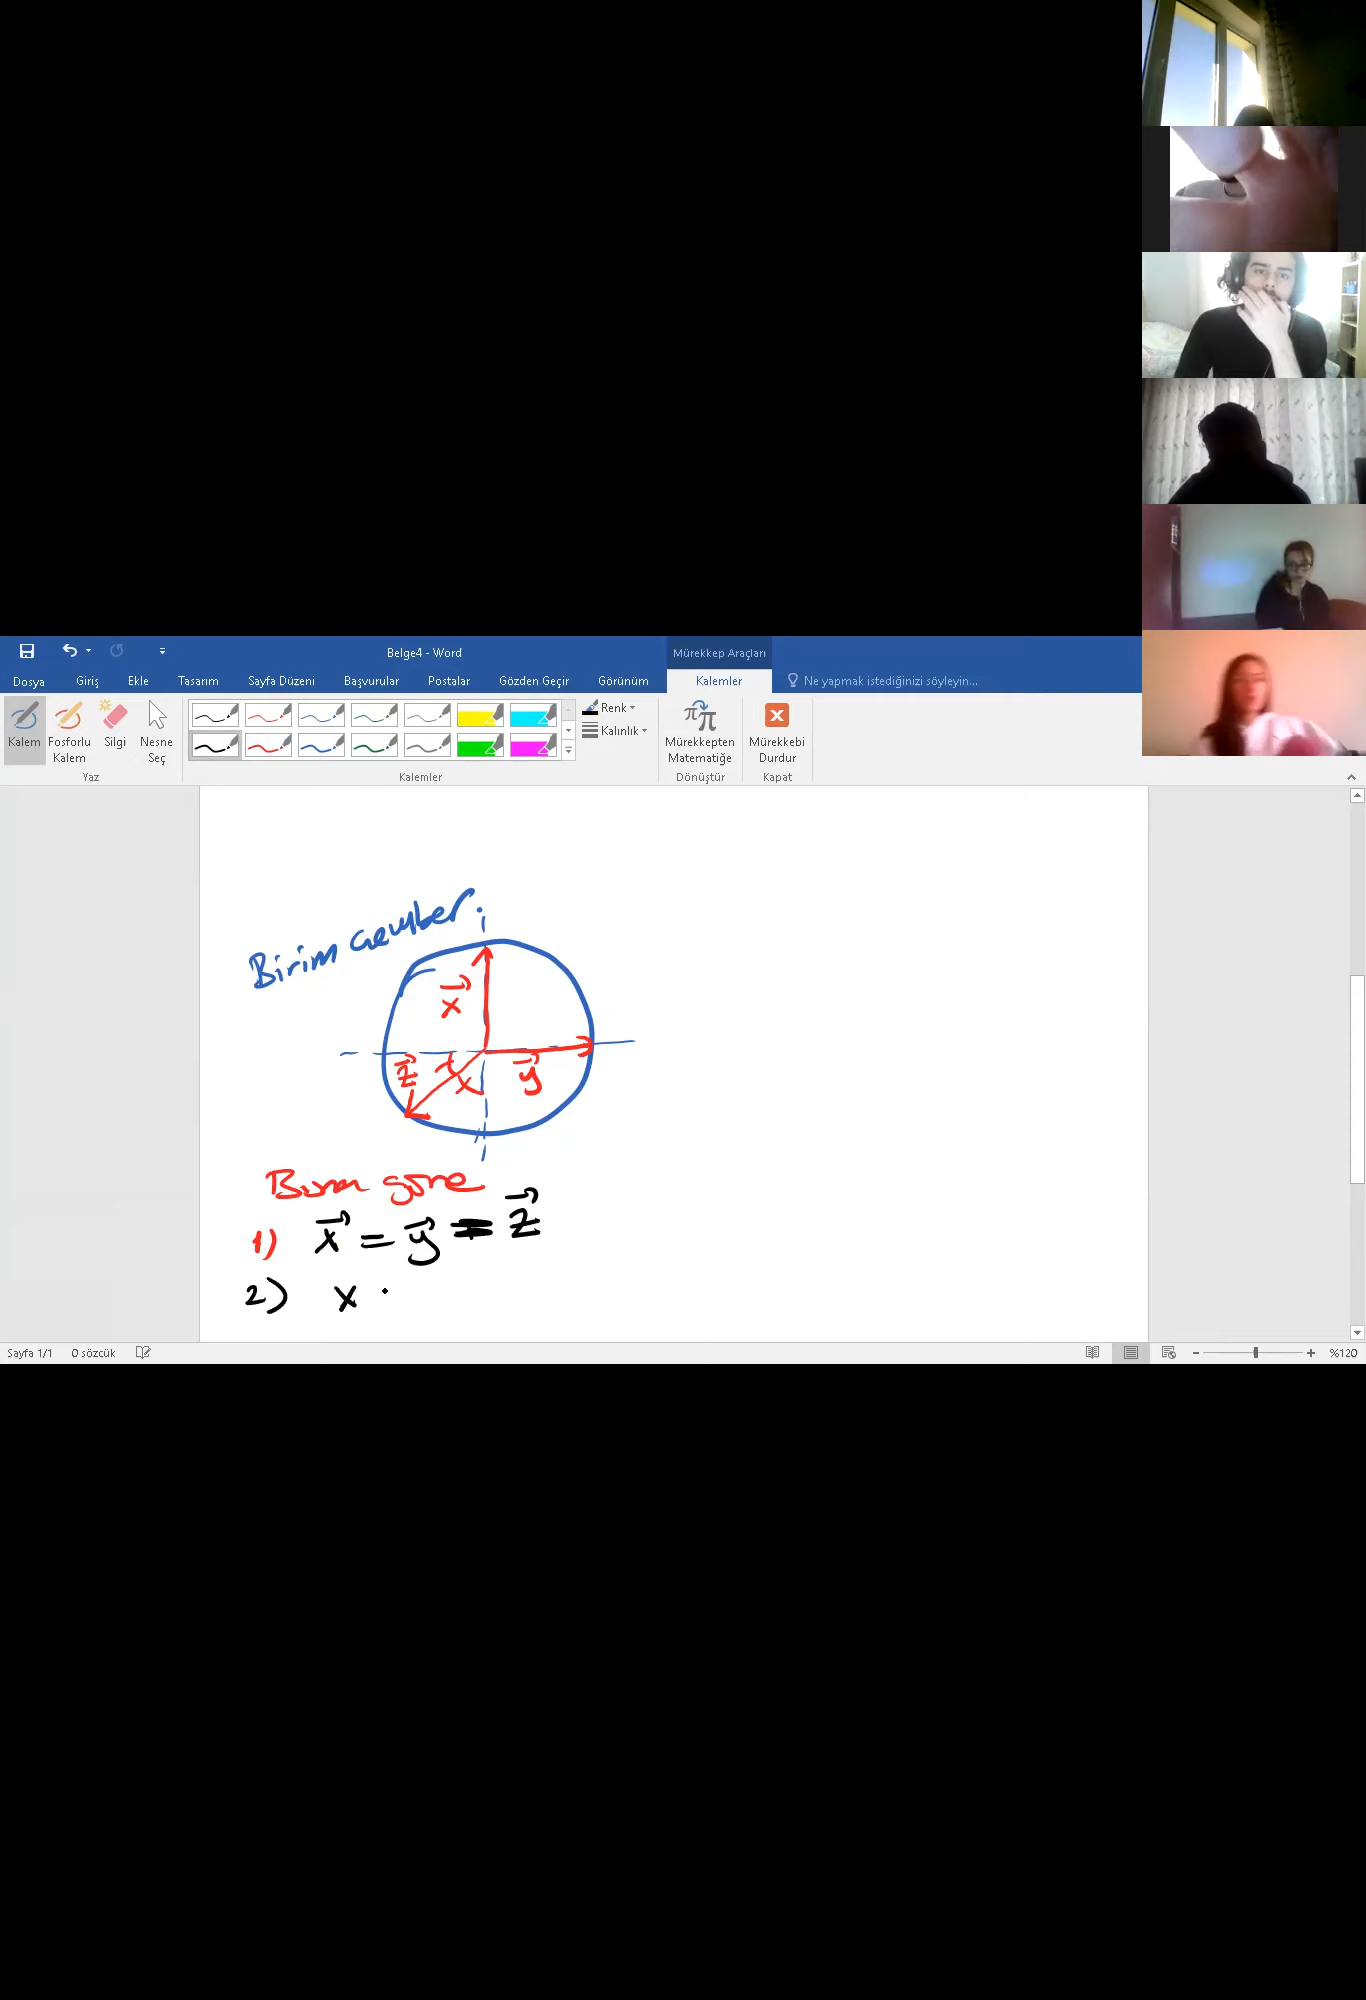 Belge4 - Word
Mürekkep Araçları
Dosya Giriş Ekle Tasarım Sayfa Düzeni Başvurular Postalar Gözden Geçir Görünüm Kalemler Ne yapmak istediğinizi söyleyin...
Kalem Fosforlu Kalem Silgi Nesne Seç
Renk
Kalınlık
Mürekkepten Matematiğe
Mürekkebi Durdur
Yaz Kalemler Dönüştür Kapat
Birim Çember
x⃗
z⃗ y⃗
Buna göre
1) x⃗ = y⃗ = z⃗
2) x
Sayfa 1/1 0 sözcük %120